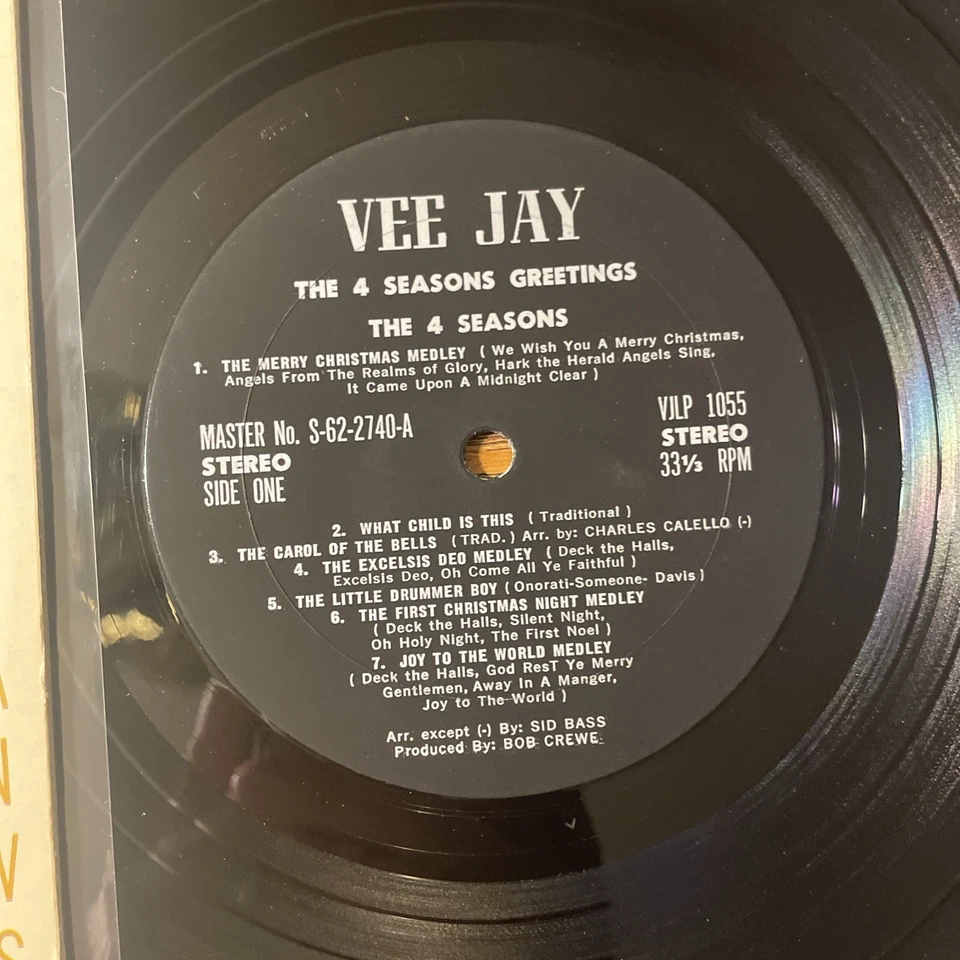 VEE JAY
THE 4 SEASONS GREETINGS
THE 4 SEASONS
1. THE MERRY CHRISTMAS MEDLEY ( We Wish You A Merry Christmas,
Angels From The Realms of Glory, Hark the Herald Angels Sing,
It Came Upon A Midnight Clear )
MASTER No. S-62-2740-A
STEREO
SIDE ONE
VJLP 1055
STEREO
33⅓ RPM
2. WHAT CHILD IS THIS ( Traditional )
3. THE CAROL OF THE BELLS ( TRAD. ) Arr. by: CHARLES CALELLO (-)
4. THE EXCELSIS DEO MEDLEY ( Deck the Halls,
Excelsis Deo, Oh Come All Ye Faithful )
5. THE LITTLE DRUMMER BOY ( Onorati-Someone- Davis )
6. THE FIRST CHRISTMAS NIGHT MEDLEY
( Deck the Halls, Silent Night,
Oh Holy Night, The First Noel )
7. JOY TO THE WORLD MEDLEY
( Deck the Halls, God ResT Ye Merry
Gentlemen, Away In A Manger,
Joy to The World )
Arr. except (-) By: SID BASS
Produced By: BOB CREWE